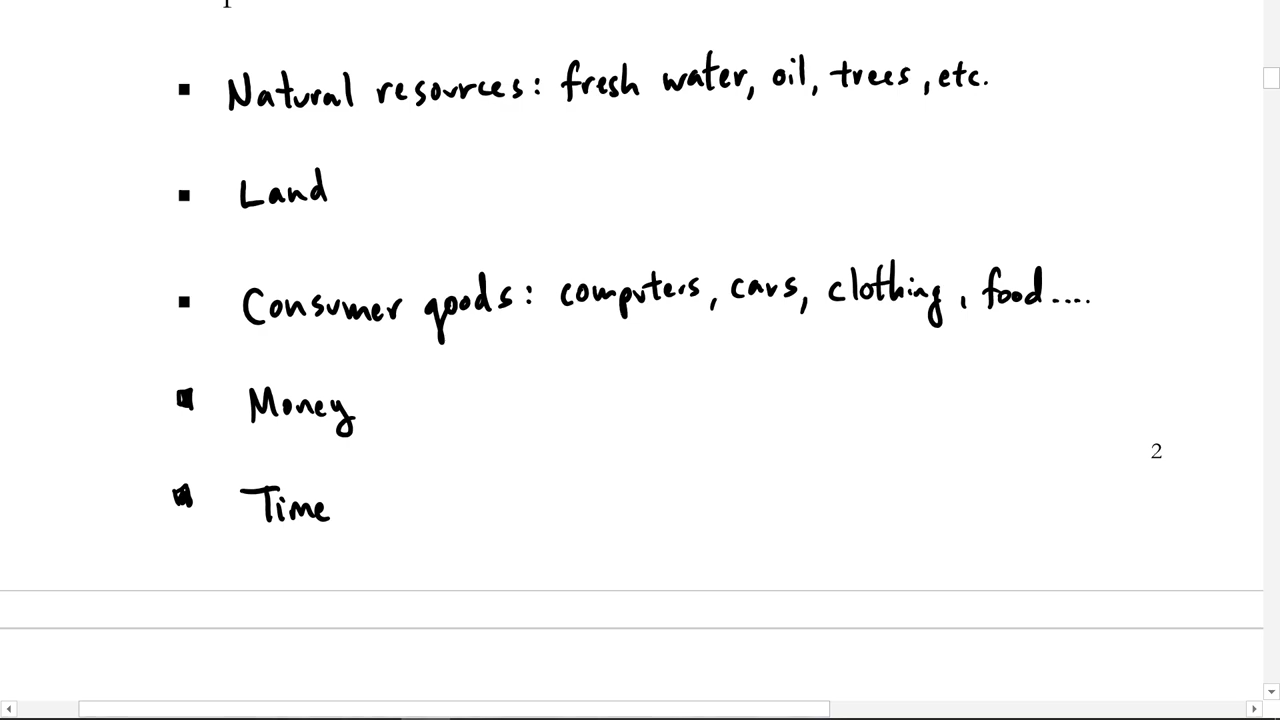 ▪ Natural resources: fresh water, oil, trees, etc.
▪ Land
▪ Consumer goods: computers, cars, clothing, food....
▪ Money
2
▪ Time